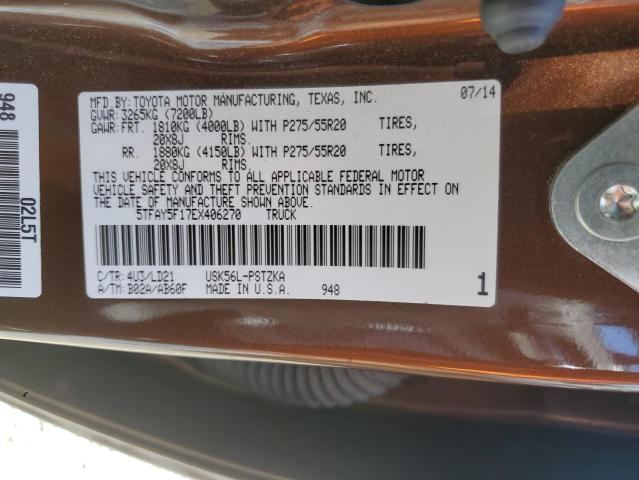 MFD.BY:TOYOTA MOTOR MANUFACTURING, TEXAS, INC. 07/14
GVWR:3265KG (7200LB)
GAWR:FRT. 1810KG (4000LB) WITH P275/55R20 TIRES,
20X8J RIMS.
RR. 1880KG (4150LB) WITH P275/55R20 TIRES,
20X8J RIMS.
THIS VEHICLE CONFORMS TO ALL APPLICABLE FEDERAL MOTOR
VEHICLE SAFETY AND THEFT PREVENTION STANDARDS IN EFFECT ON
THE DATE OF MANUFACTURE SHOWN ABOVE.
5TFAY5F17EX406270 TRUCK
C/TR:4U3/LD21 USK56L-PSTZKA
A/TM:B02A/AB60F MADE IN U.S.A. 948 1
948 02L5T